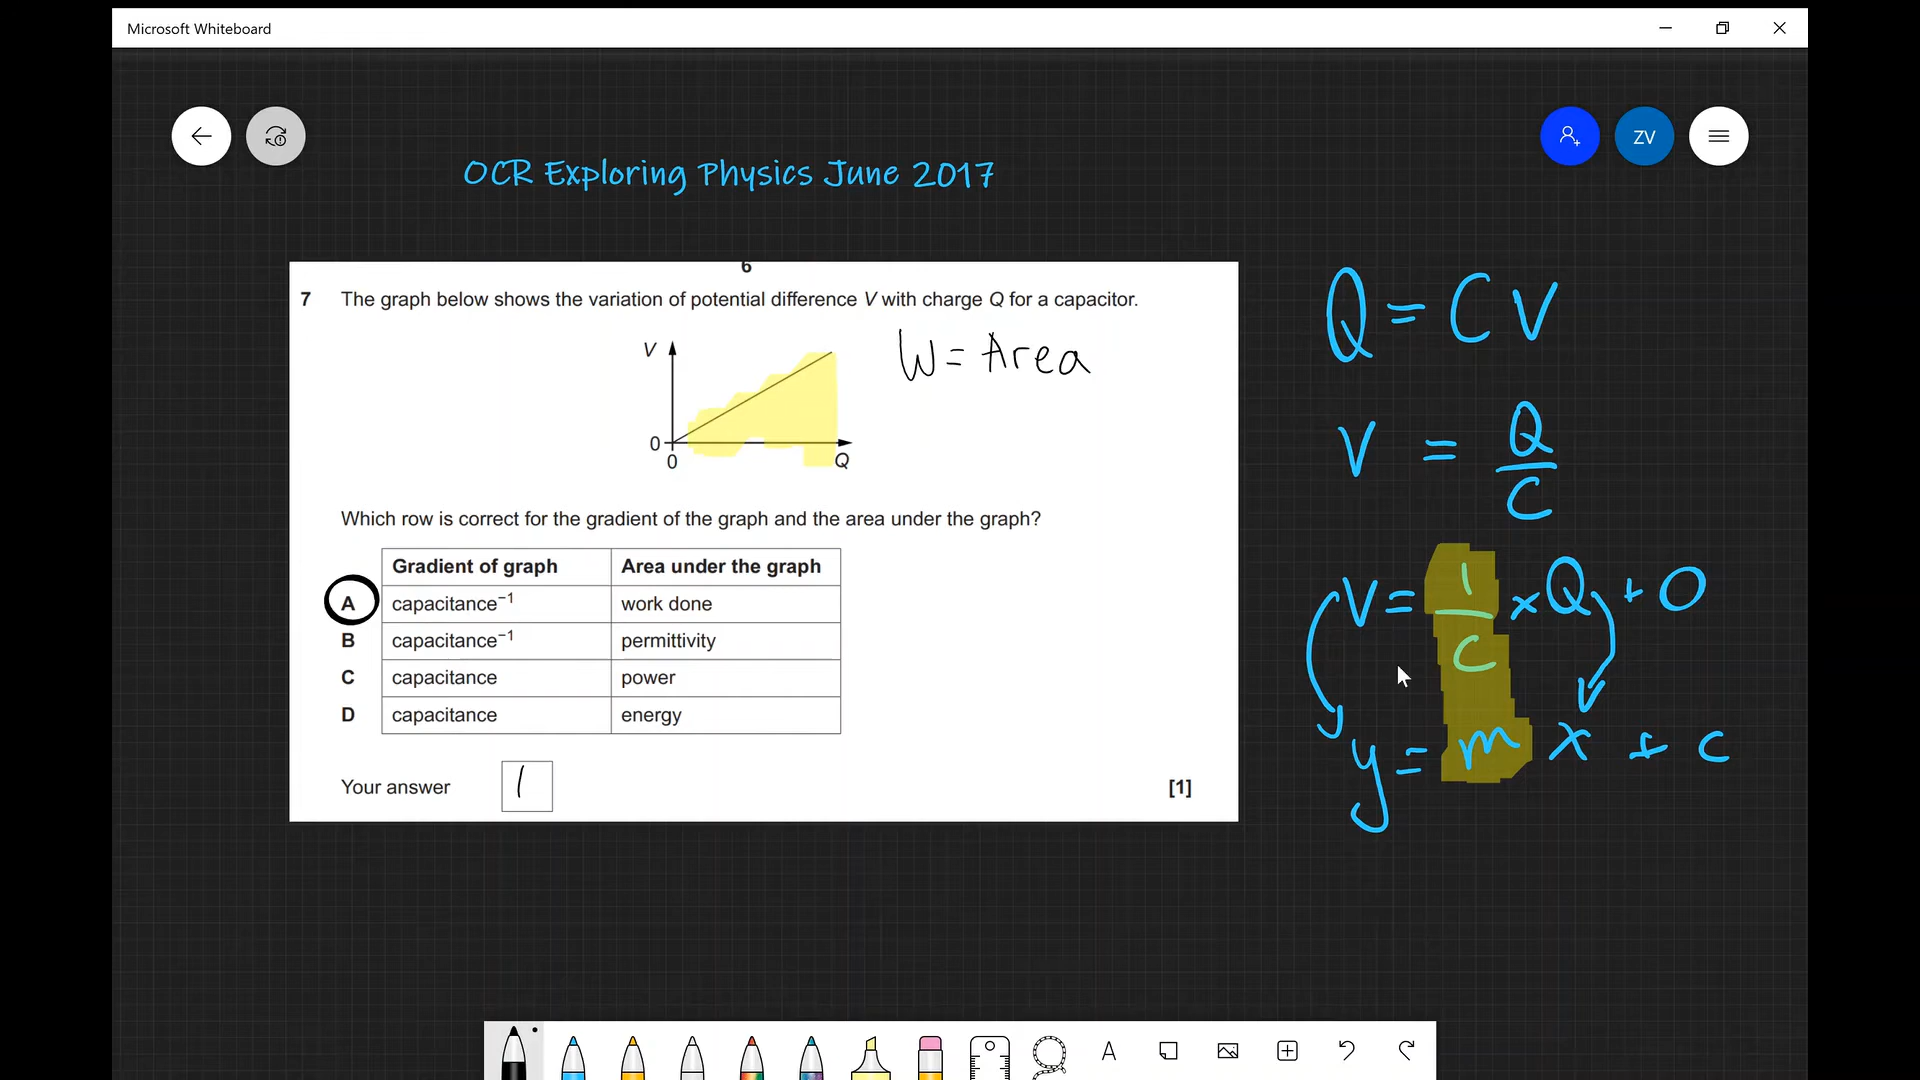 Microsoft Whiteboard
ZV
OCR Exploring Physics June 2017
6
7 The graph below shows the variation of potential difference V with charge Q for a capacitor.
V
W = Area
0
0
Q
Which row is correct for the gradient of the graph and the area under the graph?
Gradient of graph Area under the graph
A capacitance⁻¹ work done
B capacitance⁻¹ permittivity
C capacitance power
D capacitance energy
Your answer [1]
Q = CV
V = Q/C
V = 1/C × Q + 0
y = m x + c
A